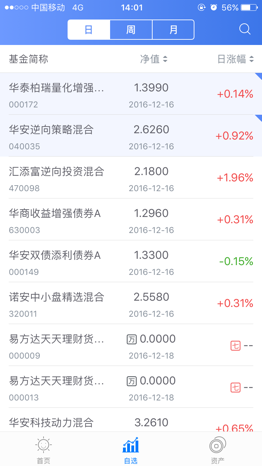 中国移动 4G 14:01 56%
日 周 月
基金简称 净值 日涨幅
华泰柏瑞量化增强... 1.3990 +0.14%
000172 2016-12-16
华安逆向策略混合 2.6260 +0.92%
040035 2016-12-16
汇添富逆向投资混合 2.1800 +1.96%
470098 2016-12-16
华商收益增强债券A 1.2960 +0.31%
630003 2016-12-16
华安双债添利债券A 1.3300 -0.15%
000149 2016-12-16
诺安中小盘精选混合 2.5580 +0.31%
320011 2016-12-16
易方达天天理财货... 万 0.0000 七 --
000009 2016-12-18
易方达天天理财货... 万 0.0000 七 --
000013 2016-12-18
华安科技动力混合 3.2610 +0.65%
首页 自选 资产